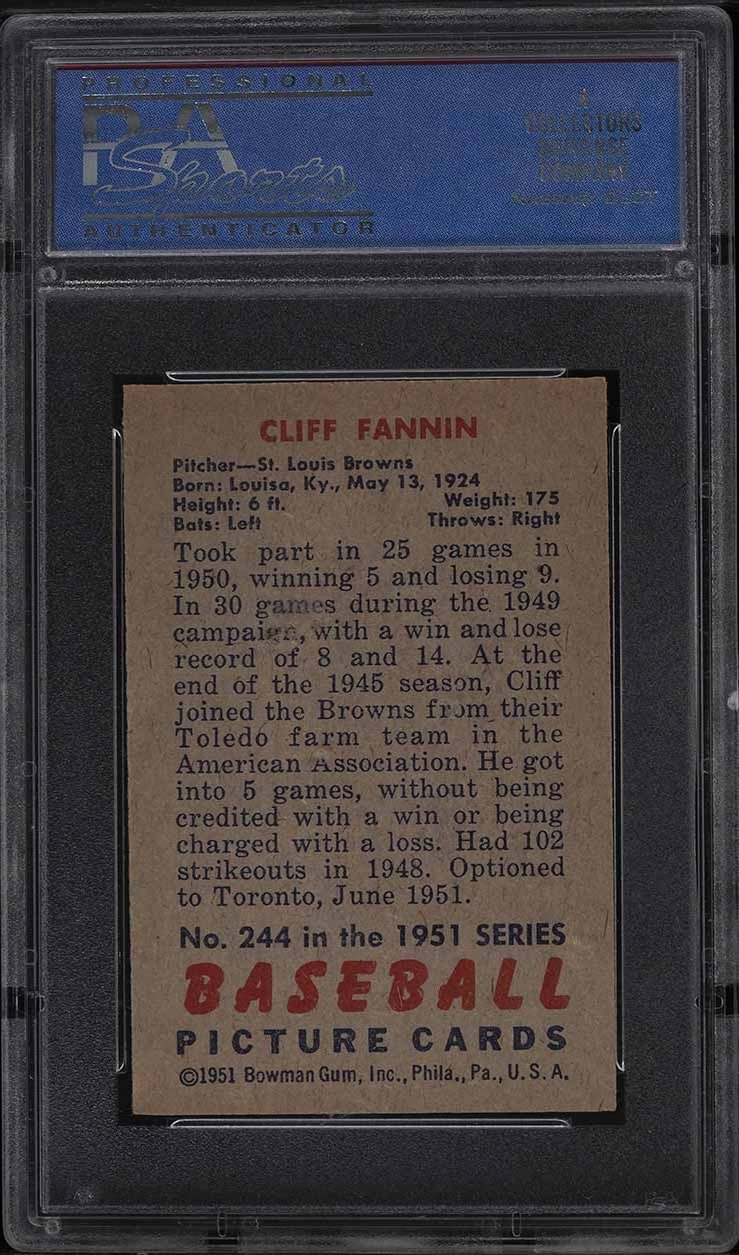 PROFESSIONAL
PSA
Sports
AUTHENTICATOR
A
COLLECTORS
UNIVERSE
COMPANY
CLIFF FANNIN
Pitcher—St. Louis Browns
Born: Louisa, Ky., May 13, 1924
Height: 6 ft. Weight: 175
Bats: Left Throws: Right
Took part in 25 games in
1950, winning 5 and losing 9.
In 30 games during the 1949
campaign, with a win and lose
record of 8 and 14. At the
end of the 1945 season, Cliff
joined the Browns from their
Toledo farm team in the
American Association. He got
into 5 games, without being
credited with a win or being
charged with a loss. Had 102
strikeouts in 1948. Optioned
to Toronto, June 1951.
No. 244 in the 1951 SERIES
BASEBALL
PICTURE CARDS
©1951 Bowman Gum, Inc., Phila., Pa., U. S. A.